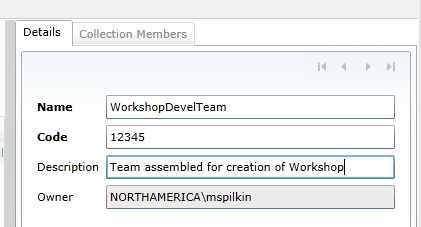 Details Collection Members
Name WorkshopDevelTeam
Code 12345
Description Team assembled for creation of Workshop
Owner NORTHAMERICA\mspilkin